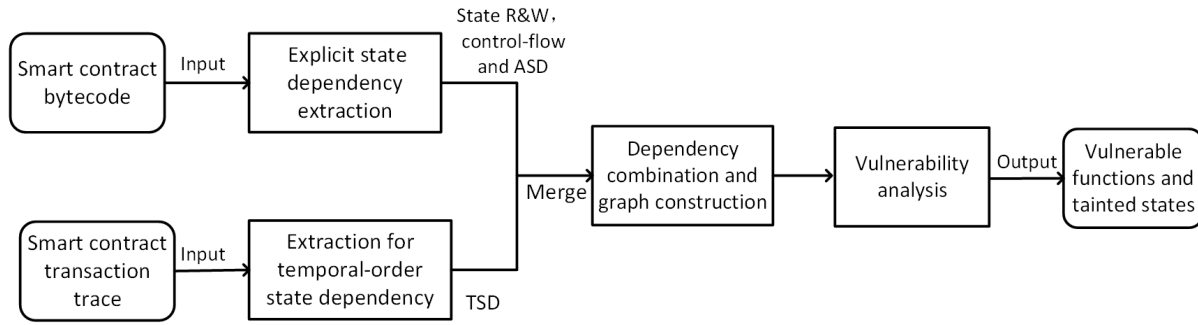 Smart contract
bytecode
Input
Explicit state
dependency
extraction
State R&W，
control-flow
and ASD
Smart contract
transaction
trace
Input
Extraction for
temporal-order
state dependency
TSD
Merge
Dependency
combination and
graph construction
Vulnerability
analysis
Output
Vulnerable
functions and
tainted states